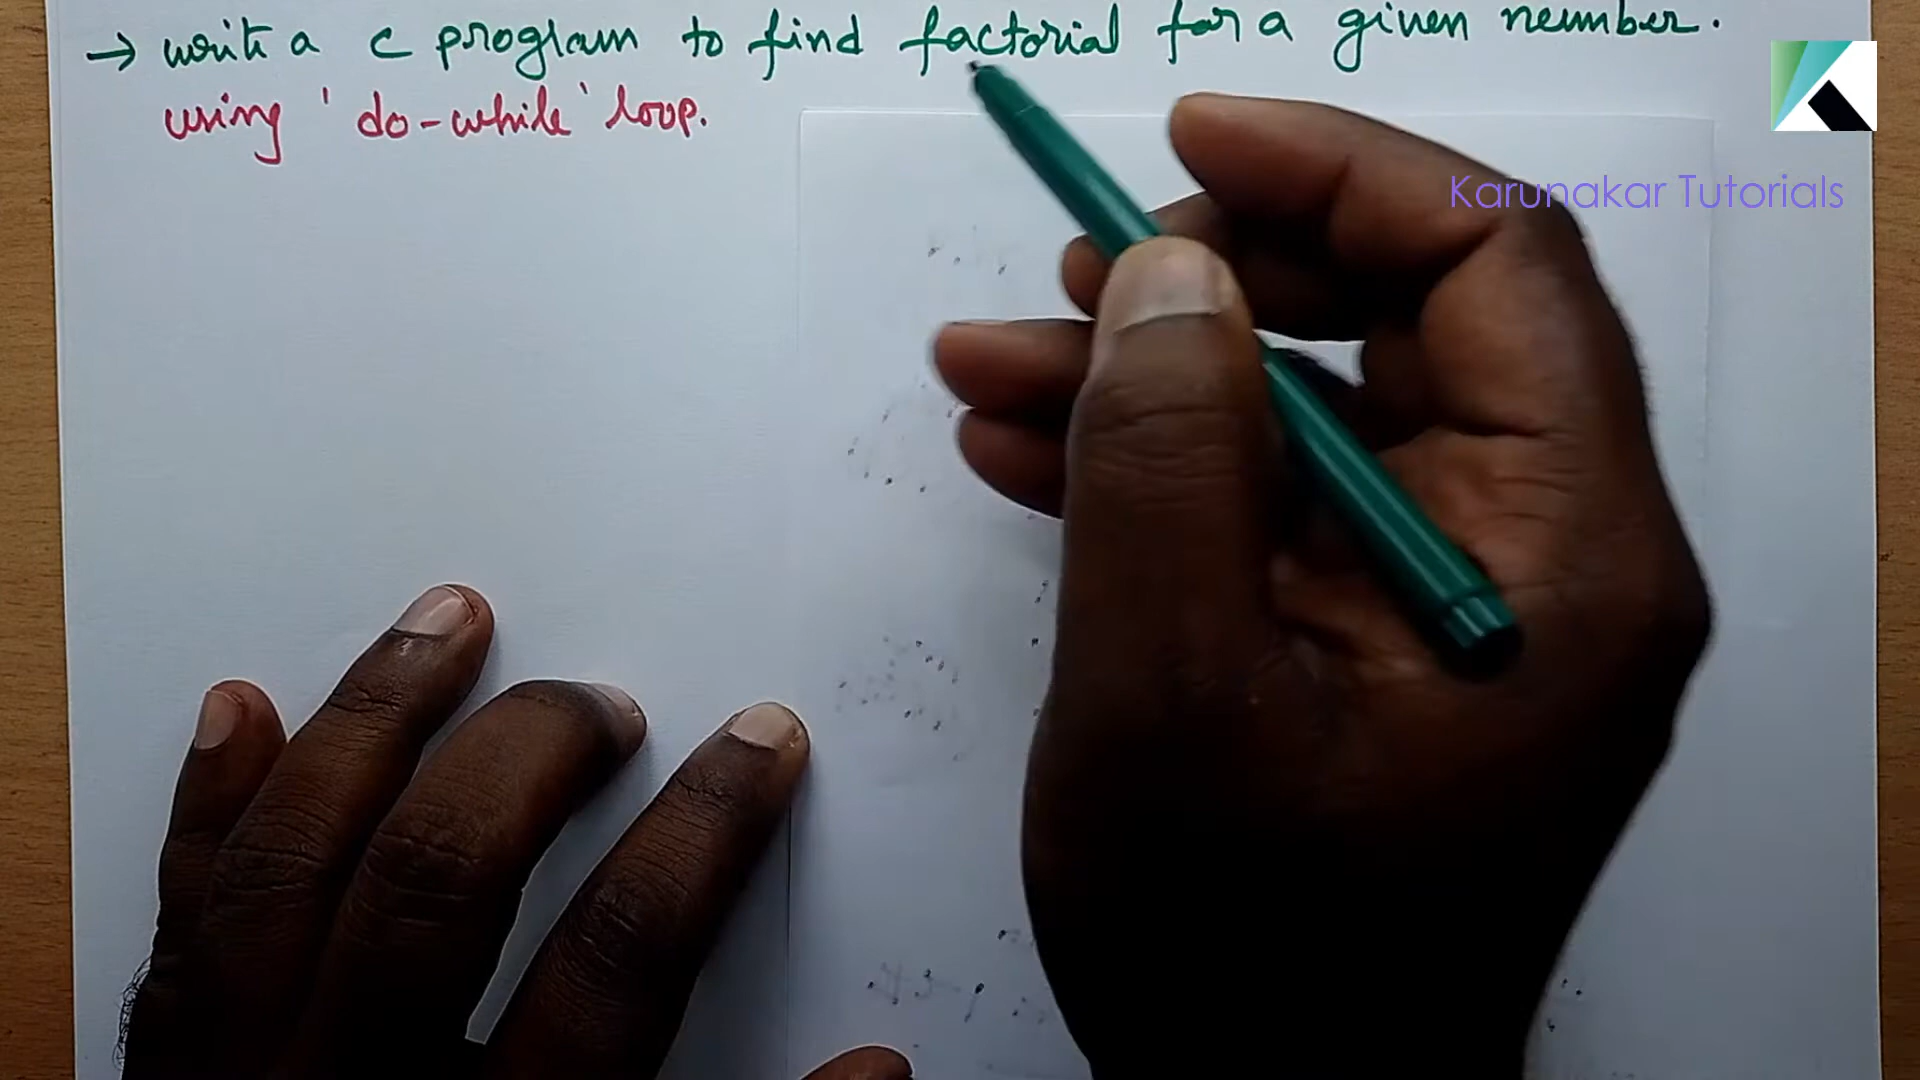 → write a c program to find factorial for a given number.
using 'do-while' loop.
Karunakar Tutorials